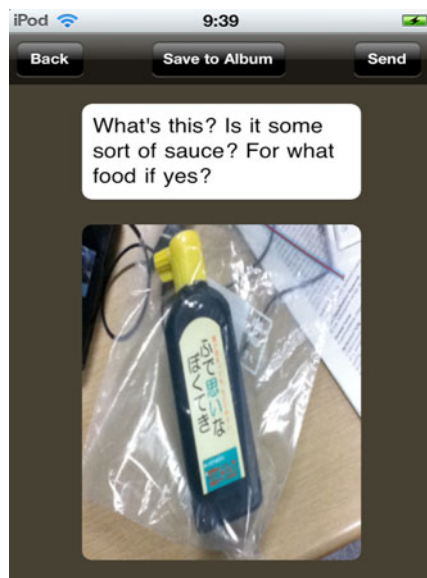 iPod 9:39
Back Save to Album Send
What's this? Is it some
sort of sauce? For what
food if yes?
ふで思いな
ぼくてき